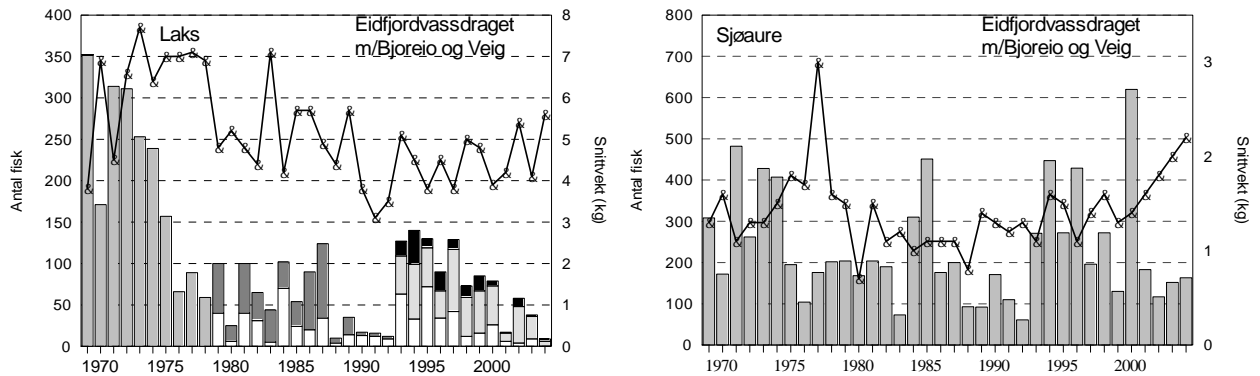 Laks
Eidfjordvassdraget
m/Bjoreio og Veig
Antal fisk
400
350
300
250
200
150
100
50
0
8
7
6
5
4
3
2
1
0
Snittvekt (kg)
1970 1975 1980 1985 1990 1995 2000
Sjøaure
Eidfjordvassdraget
m/Bjoreio og Veig
Antal fisk
800
700
600
500
400
300
200
100
0
3
2
1
0
Snittvekt (kg)
1970 1975 1980 1985 1990 1995 2000